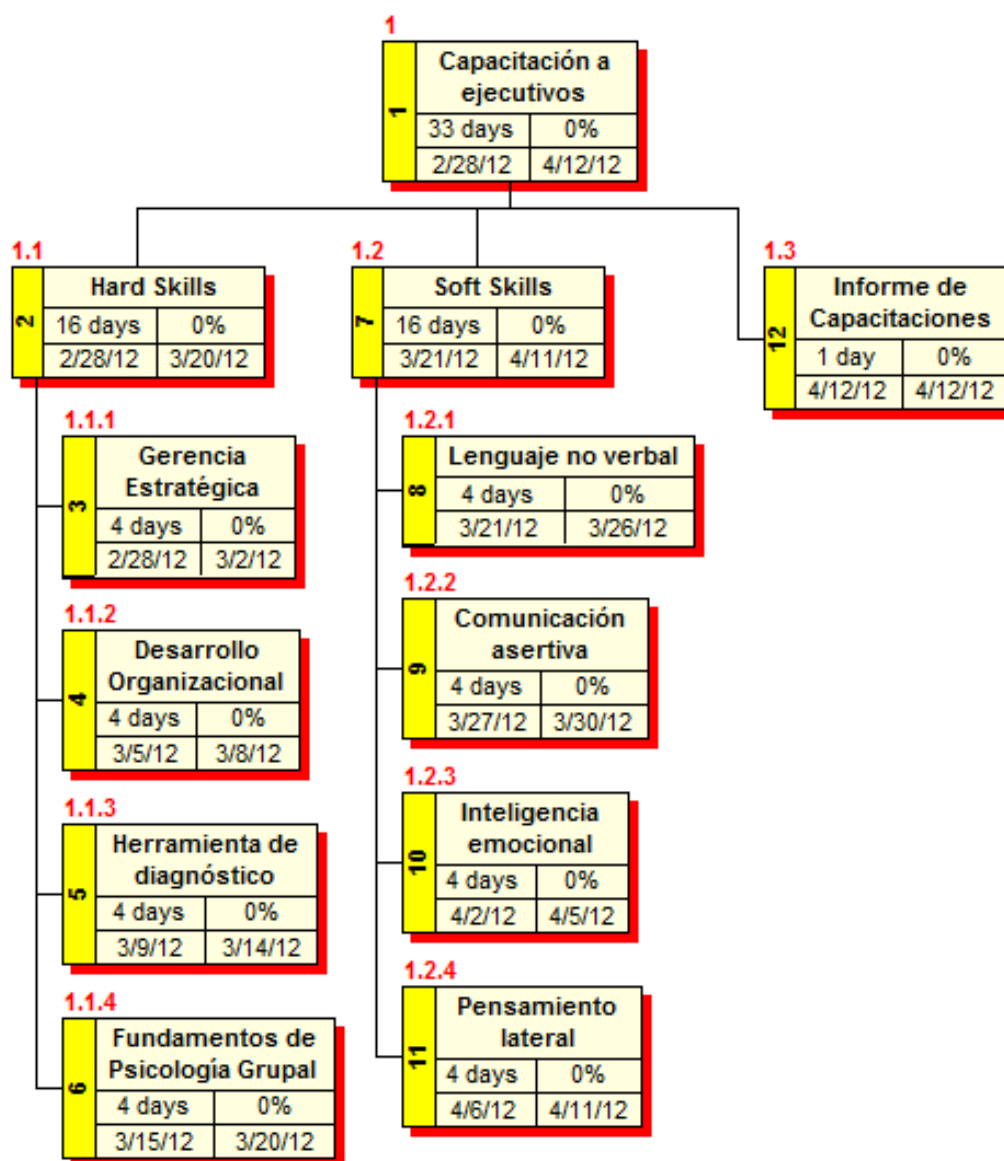 1
1
Capacitación a
ejecutivos
33 days 0%
2/28/12 4/12/12
1.1
2
Hard Skills
16 days 0%
2/28/12 3/20/12
1.1.1
3
Gerencia
Estratégica
4 days 0%
2/28/12 3/2/12
1.1.2
4
Desarrollo
Organizacional
4 days 0%
3/5/12 3/8/12
1.1.3
5
Herramienta de
diagnóstico
4 days 0%
3/9/12 3/14/12
1.1.4
6
Fundamentos de
Psicología Grupal
4 days 0%
3/15/12 3/20/12
1.2
7
Soft Skills
16 days 0%
3/21/12 4/11/12
1.2.1
8
Lenguaje no verbal
4 days 0%
3/21/12 3/26/12
1.2.2
9
Comunicación
asertiva
4 days 0%
3/27/12 3/30/12
1.2.3
10
Inteligencia
emocional
4 days 0%
4/2/12 4/5/12
1.2.4
11
Pensamiento
lateral
4 days 0%
4/6/12 4/11/12
1.3
12
Informe de
Capacitaciones
1 day 0%
4/12/12 4/12/12